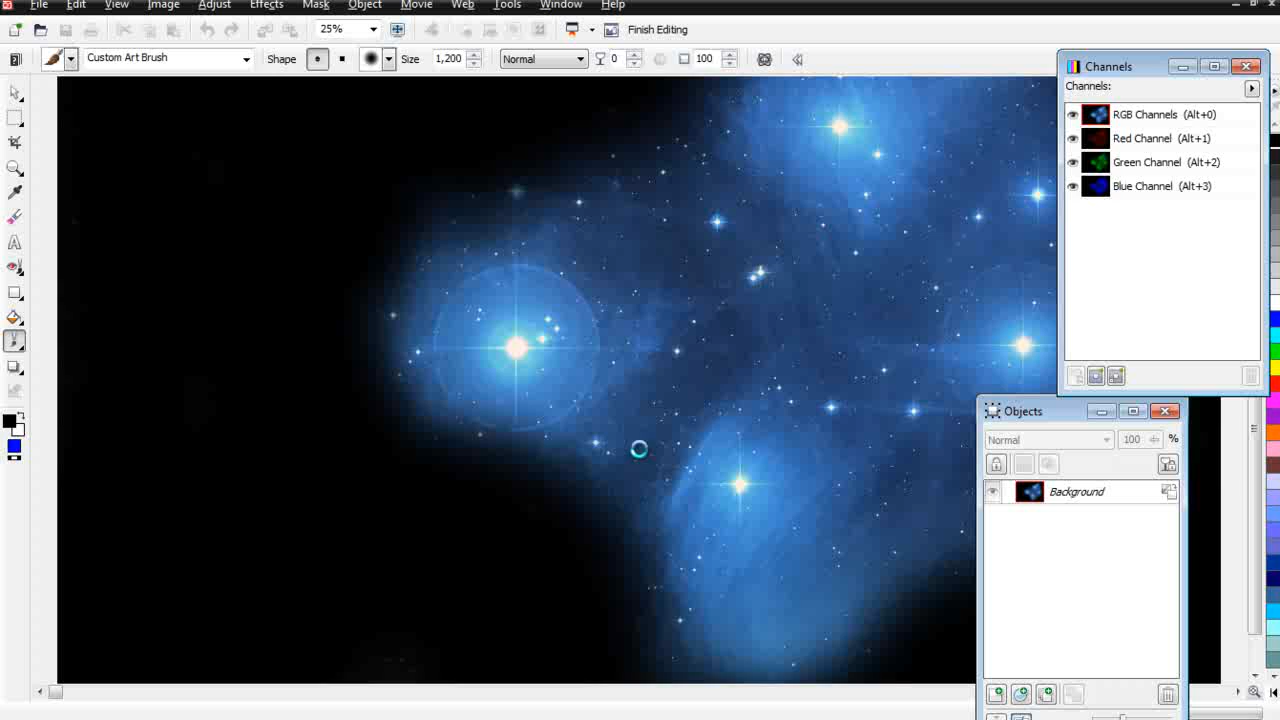 File Edit View Image Adjust Effects Mask Object Movie Web Tools Window Help
25% Finish Editing
Custom Art Brush Shape Size 1,200 Normal 0 100
Channels
Channels:
RGB Channels (Alt+0)
Red Channel (Alt+1)
Green Channel (Alt+2)
Blue Channel (Alt+3)
Objects
Normal 100 %
Background